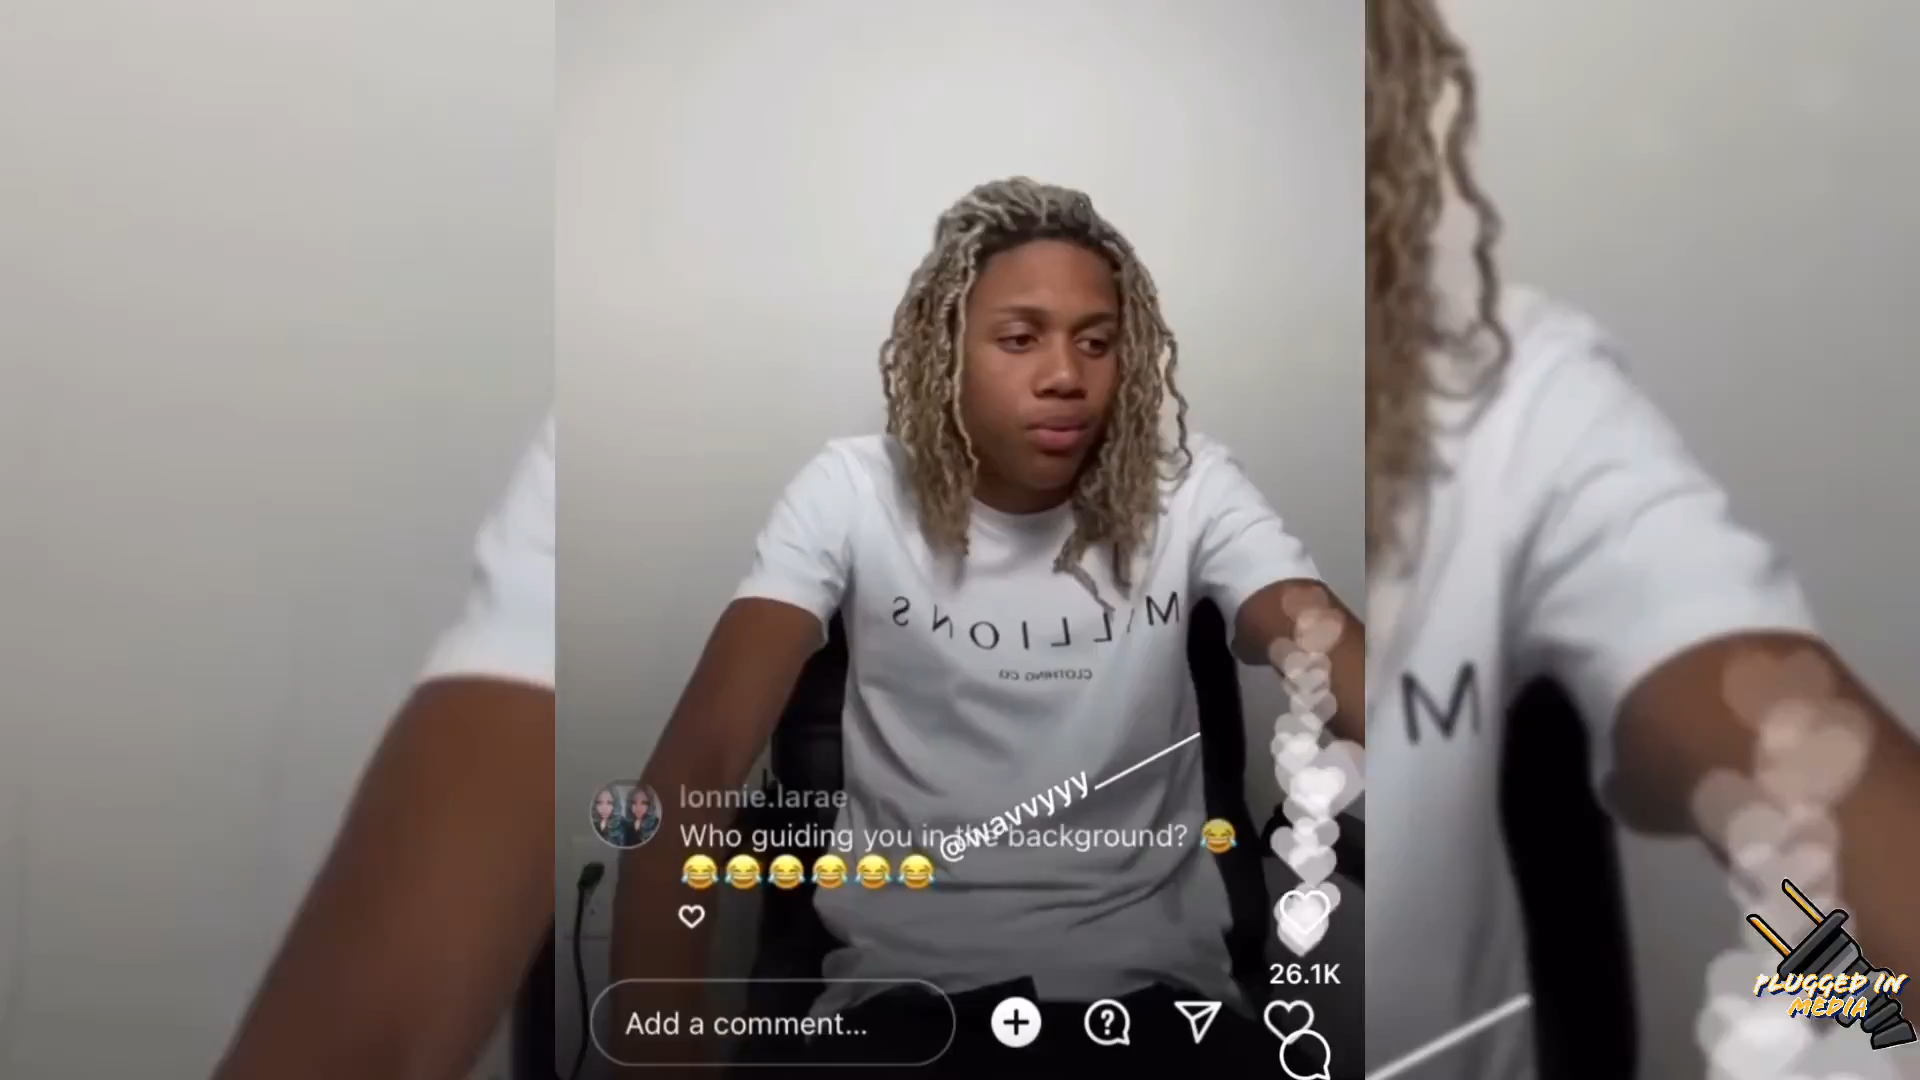 MILLIONS
CLOTHING CO
M
lonnie.larae
Who guiding you in the background? 😂
😂😂😂😂😂😂
@wavvyyy
26.1K
Add a comment...
PLUGGED IN
MEDIA